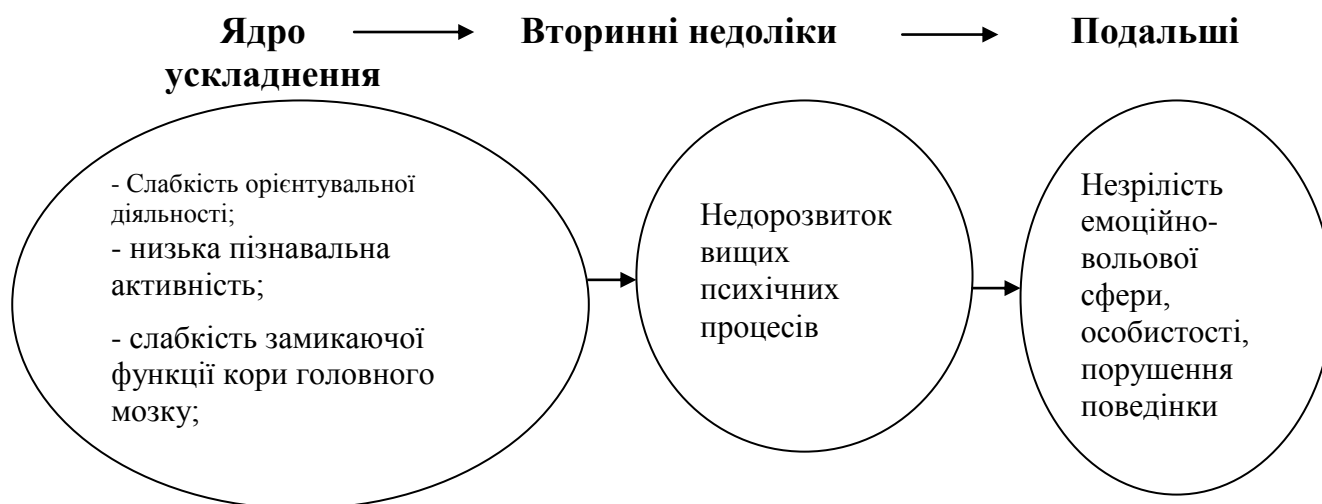 Ядро
ускладнення
Вторинні недоліки
Подальші
- Слабкість орієнтувальної
діяльності;
- низька пізнавальна
активність;
- слабкість замикаючої
функції кори головного
мозку;
Недорозвиток
вищих
психічних
процесів
Незрілість
емоційно-
вольової
сфери,
особистості,
порушення
поведінки